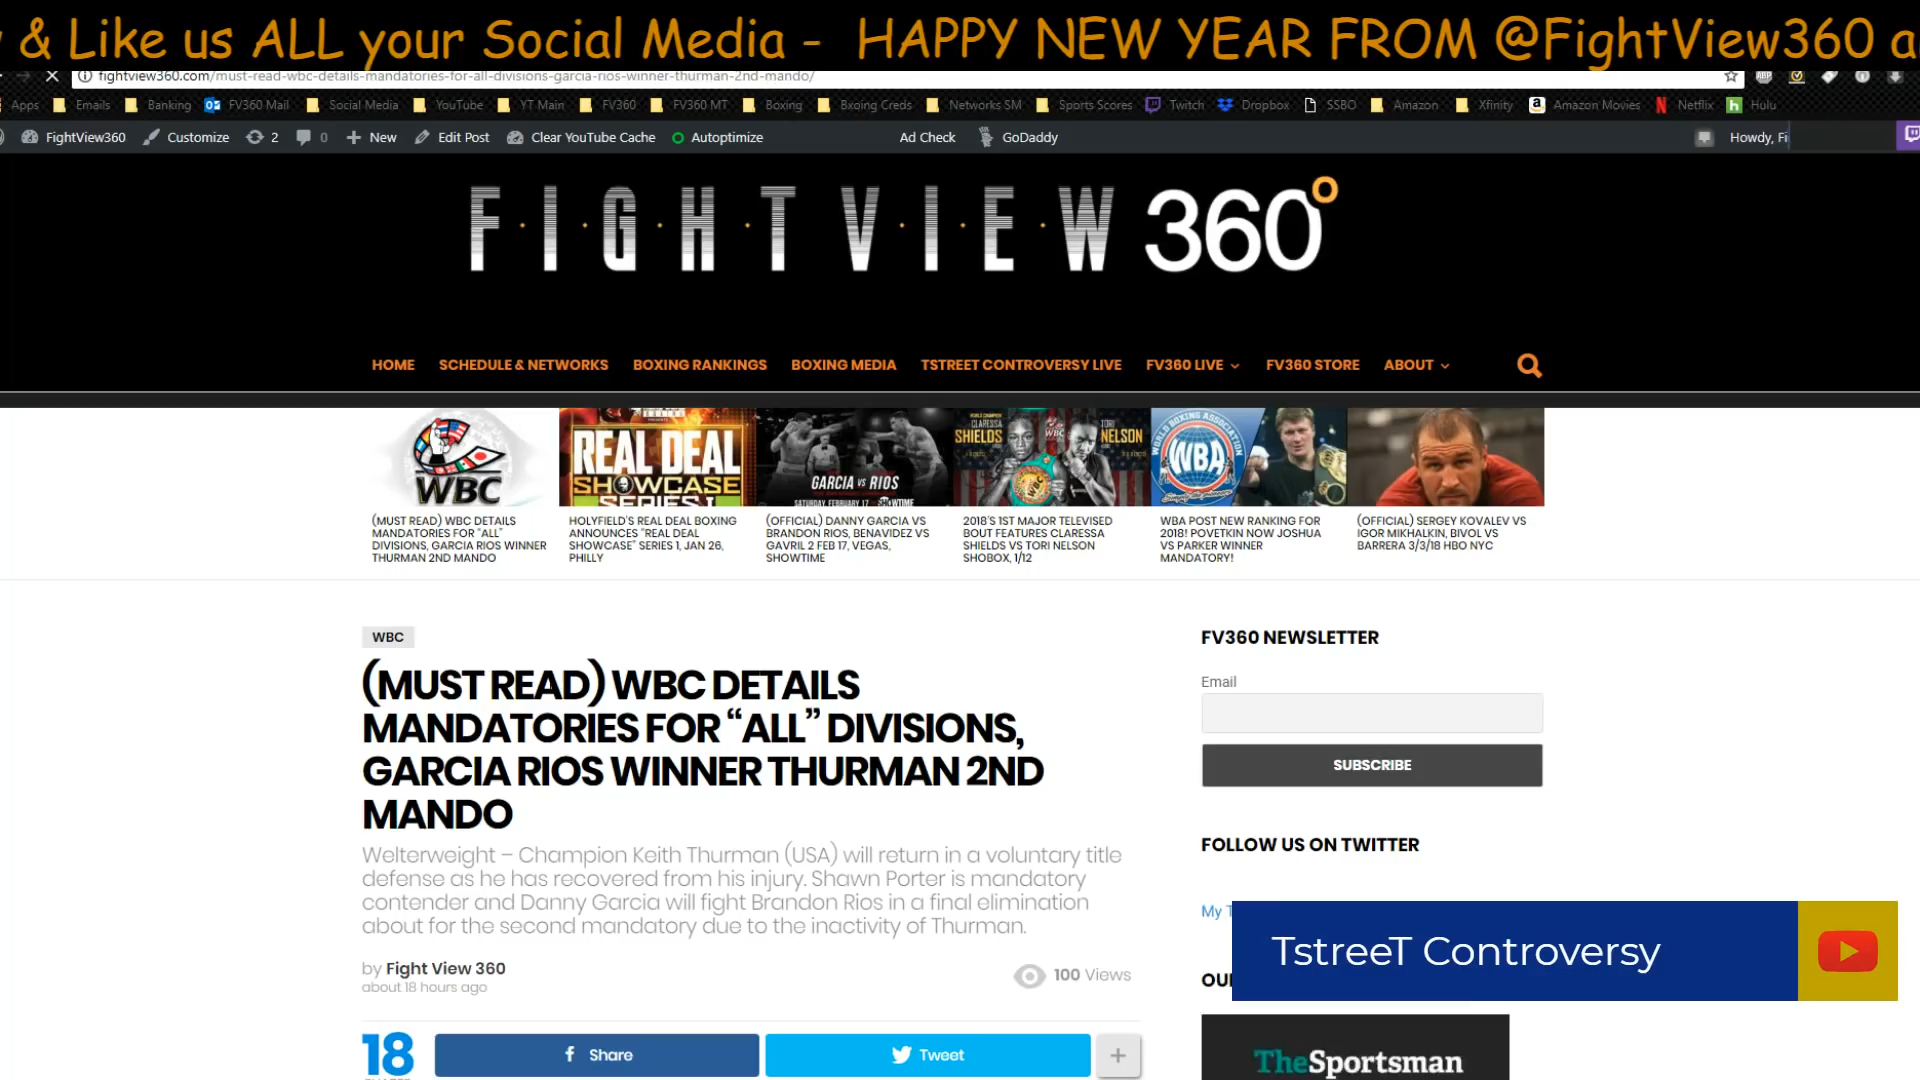 & Like us ALL your Social Media - HAPPY NEW YEAR FROM @FightView360 a
fightview360.com/must-read-wbc-details-mandatories-for-all-divisions-garcia-rios-winner-thurman-2nd-mando/
Apps Emails Banking FV360 Mail Social Media YouTube YT Main FV360 FV360 MT Boxing Bxoing Creds Networks SM Sports Scores Twitch Dropbox SSBO Amazon Xfinity Amazon Movies Netflix Hulu
FightView360 Customize 2 0 New Edit Post Clear YouTube Cache Autoptimize Ad Check GoDaddy Howdy, Fi
F·I·G·H·T V·I·E·W 360°
HOME SCHEDULE & NETWORKS BOXING RANKINGS BOXING MEDIA TSTREET CONTROVERSY LIVE FV360 LIVE FV360 STORE ABOUT
WBC
REAL DEAL
SHOWCASE
SERIES 1
GARCIA VS RIOS
SATURDAY, FEBRUARY 17 SHOWTIME
CLARESSA
SHIELDS
TORI
NELSON
WORLD BOXING ASSOCIATION
WBA
(MUST READ) WBC DETAILS
MANDATORIES FOR "ALL"
DIVISIONS, GARCIA RIOS WINNER
THURMAN 2ND MANDO
HOLYFIELD'S REAL DEAL BOXING
ANNOUNCES "REAL DEAL
SHOWCASE" SERIES 1, JAN 26,
PHILLY
(OFFICIAL) DANNY GARCIA VS
BRANDON RIOS, BENAVIDEZ VS
GAVRIL 2 FEB 17, VEGAS,
SHOWTIME
2018'S 1ST MAJOR TELEVISED
BOUT FEATURES CLARESSA
SHIELDS VS TORI NELSON
SHOBOX, 1/12
WBA POST NEW RANKING FOR
2018! POVETKIN NOW JOSHUA
VS PARKER WINNER
MANDATORY!
(OFFICIAL) SERGEY KOVALEV VS
IGOR MIKHALKIN, BIVOL VS
BARRERA 3/3/18 HBO NYC
WBC
(MUST READ) WBC DETAILS
MANDATORIES FOR “ALL” DIVISIONS,
GARCIA RIOS WINNER THURMAN 2ND
MANDO
Welterweight – Champion Keith Thurman (USA) will return in a voluntary title
defense as he has recovered from his injury. Shawn Porter is mandatory
contender and Danny Garcia will fight Brandon Rios in a final elimination
about for the second mandatory due to the inactivity of Thurman.
by Fight View 360
about 18 hours ago
100 Views
18
Share
Tweet
+
FV360 NEWSLETTER
Email
SUBSCRIBE
FOLLOW US ON TWITTER
My T
TstreeT Controversy
OU
TheSportsman